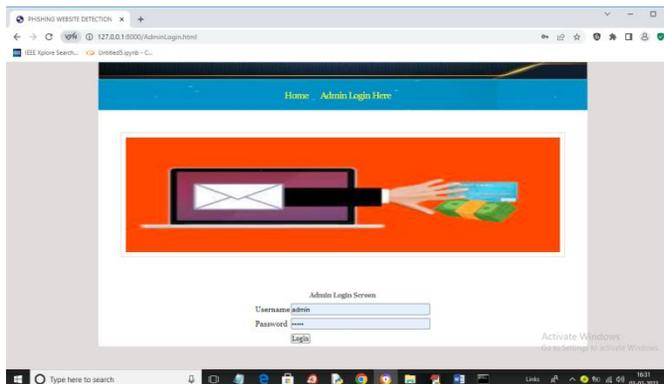 PHISHING WEBSITE DETECTION
VPN 127.0.0.1:8000/AdminLogin.html
IEEE Xplore Search... Untitled5.ipynb - C...
Home Admin Login Here
Admin Login Screen
Username admin
Password •••••
Login
Activate Windows
Go to Settings to activate Windows.
Type here to search
Links
16:31